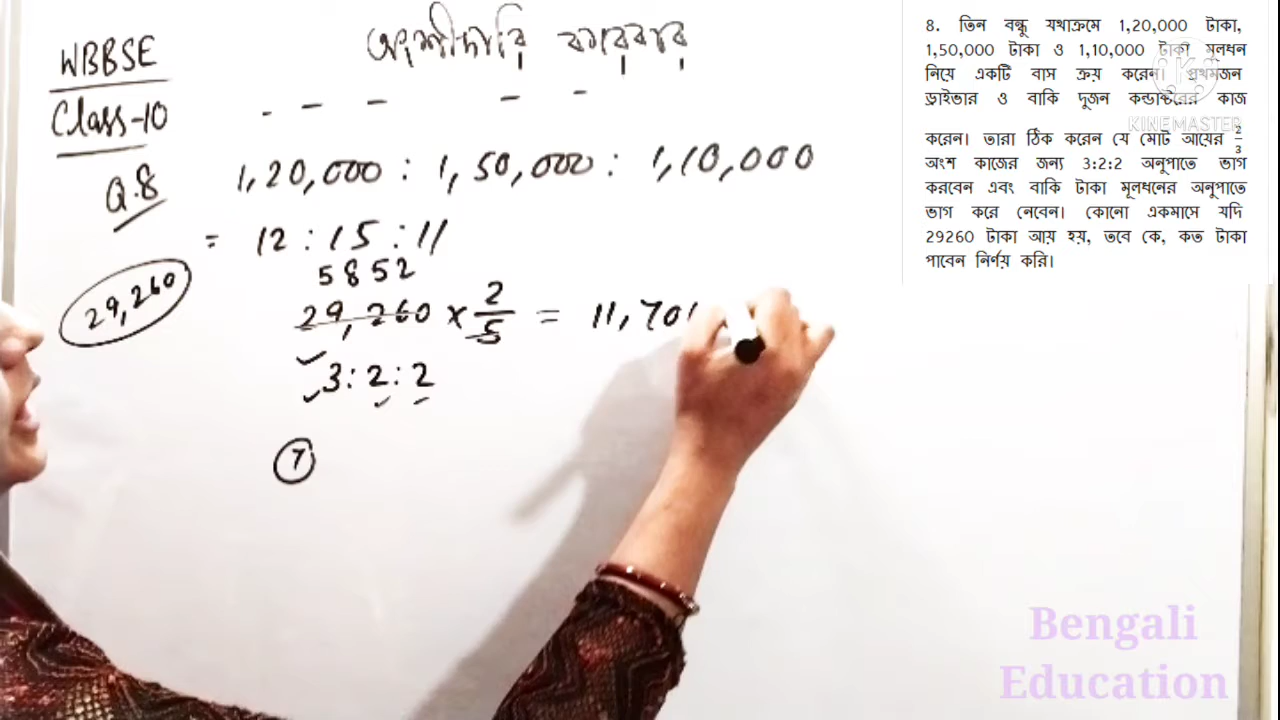 WBBSE
Class-10
Q.8
অংশীদারি কারবার
1,20,000 : 1,50,000 : 1,10,000
= 12 : 15 : 11
5852
29,260
29,260 × 2/5 = 11,70
3:2:2
7
8. তিন বন্ধু যথাক্রমে 1,20,000 টাকা,
1,50,000 টাকা ও 1,10,000 টাকা মূলধন
নিয়ে একটি বাস ক্রয় করেন। প্রথমজন
ড্রাইভার ও বাকি দুজন কন্ডাক্টরের কাজ
করেন। তারা ঠিক করেন যে মোট আয়ের 2/3
অংশ কাজের জন্য 3:2:2 অনুপাতে ভাগ
করবেন এবং বাকি টাকা মূলধনের অনুপাতে
ভাগ করে নেবেন। কোনো একমাসে যদি
29260 টাকা আয় হয়, তবে কে, কত টাকা
পাবেন নির্ণয় করি।
KINEMASTER
Bengali
Education